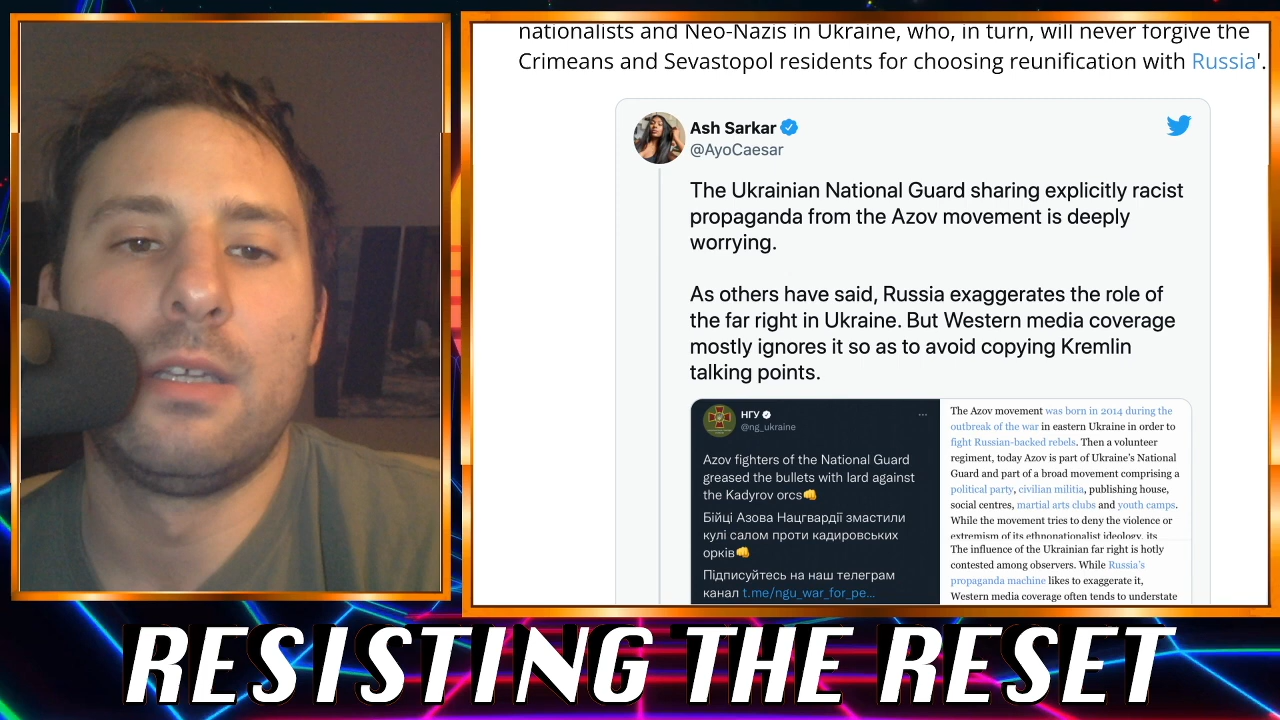 nationalists and Neo-Nazis in Ukraine, who, in turn, will never forgive the
Crimeans and Sevastopol residents for choosing reunification with Russia'.
Ash Sarkar
@AyoCaesar
The Ukrainian National Guard sharing explicitly racist
propaganda from the Azov movement is deeply
worrying.
As others have said, Russia exaggerates the role of
the far right in Ukraine. But Western media coverage
mostly ignores it so as to avoid copying Kremlin
talking points.
НГУ
@ng_ukraine
Azov fighters of the National Guard
greased the bullets with lard against
the Kadyrov orcs👊
Бійці Азова Нацгвардії змастили
кулі салом проти кадировських
орків👊
Підписуйтесь на наш телеграм
канал t.me/ngu_war_for_pe...
The Azov movement was born in 2014 during the
outbreak of the war in eastern Ukraine in order to
fight Russian-backed rebels. Then a volunteer
regiment, today Azov is part of Ukraine's National
Guard and part of a broad movement comprising a
political party, civilian militia, publishing house,
social centres, martial arts clubs and youth camps.
While the movement tries to deny the violence or
extremism of its ethnonationalist ideology, its
The influence of the Ukrainian far right is hotly
contested among observers. While Russia's
propaganda machine likes to exaggerate it,
Western media coverage often tends to understate
RESISTING THE RESET